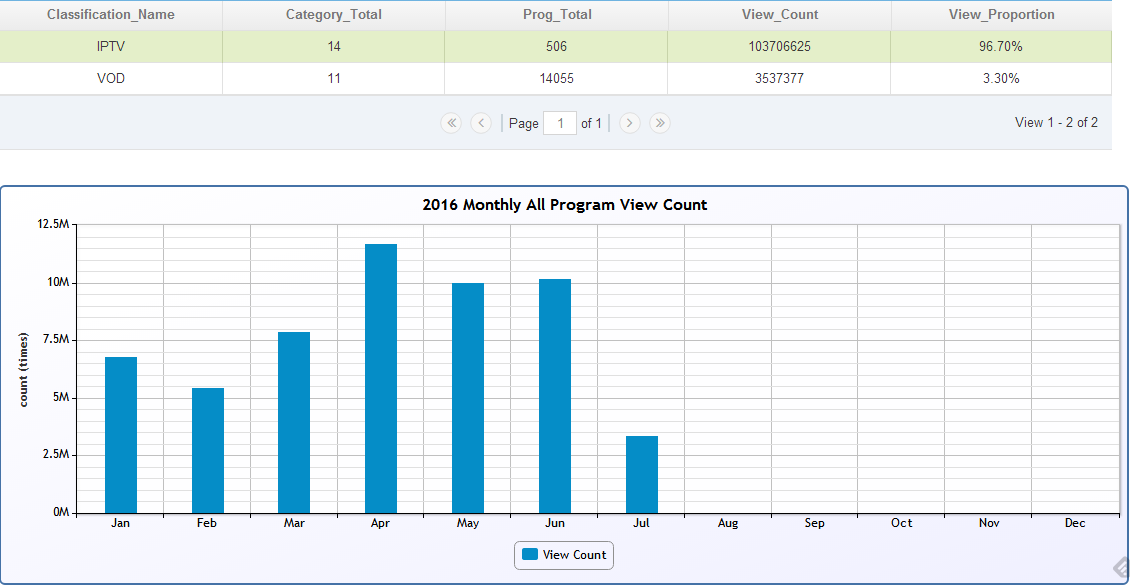 Classification_Name Category_Total Prog_Total View_Count View_Proportion
IPTV 14 506 103706625 96.70%
VOD 11 14055 3537377 3.30%
Page 1 of 1 View 1 - 2 of 2
2016 Monthly All Program View Count
12.5M
10M
7.5M
5M
2.5M
0M
count (times)
Jan Feb Mar Apr May Jun Jul Aug Sep Oct Nov Dec
View Count